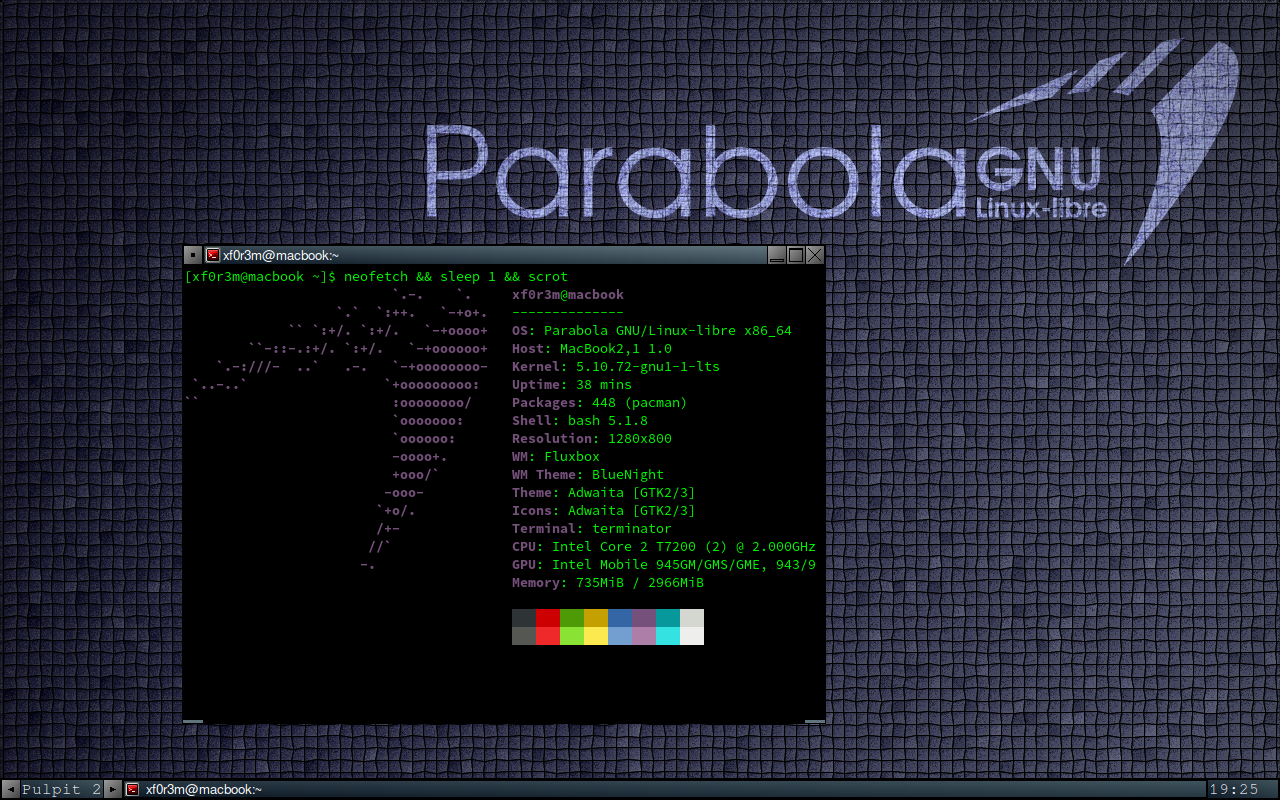 Parabola GNU
Linux-libre
xf0r3m@macbook:~
[xf0r3m@macbook ~]$ neofetch && sleep 1 && scrot
xf0r3m@macbook
--------------
OS: Parabola GNU/Linux-libre x86_64
Host: MacBook2,1 1.0
Kernel: 5.10.72-gnu1-1-lts
Uptime: 38 mins
Packages: 448 (pacman)
Shell: bash 5.1.8
Resolution: 1280x800
WM: Fluxbox
WM Theme: BlueNight
Theme: Adwaita [GTK2/3]
Icons: Adwaita [GTK2/3]
Terminal: terminator
CPU: Intel Core 2 T7200 (2) @ 2.000GHz
GPU: Intel Mobile 945GM/GMS/GME, 943/9
Memory: 735MiB / 2966MiB
Pulpit 2
xf0r3m@macbook:~
19:25